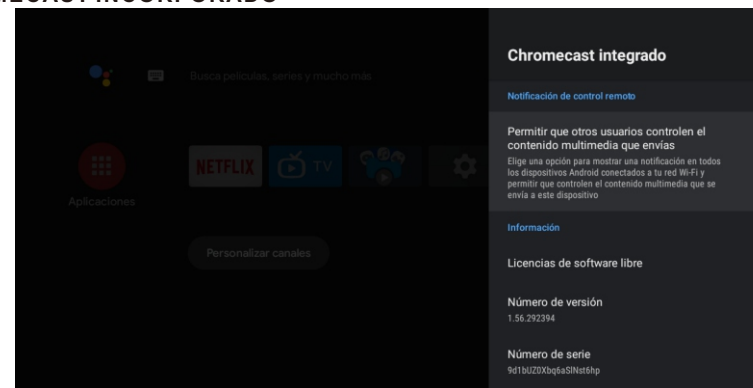 Chromecast integrado
Notificación de control remoto
Permitir que otros usuarios controlen el
contenido multimedia que envías
Elige una opción para mostrar una notificación en todos
los dispositivos Android conectados a tu red Wi-Fi y
permitir que controlen el contenido multimedia que se
envía a este dispositivo
Información
Licencias de software libre
Número de versión
1.56.292394
Número de serie
9d1bUZ0Xbq6aSlNst6hp
Busca películas, series y mucho más
NETFLIX
TV
Aplicaciones
Personalizar canales